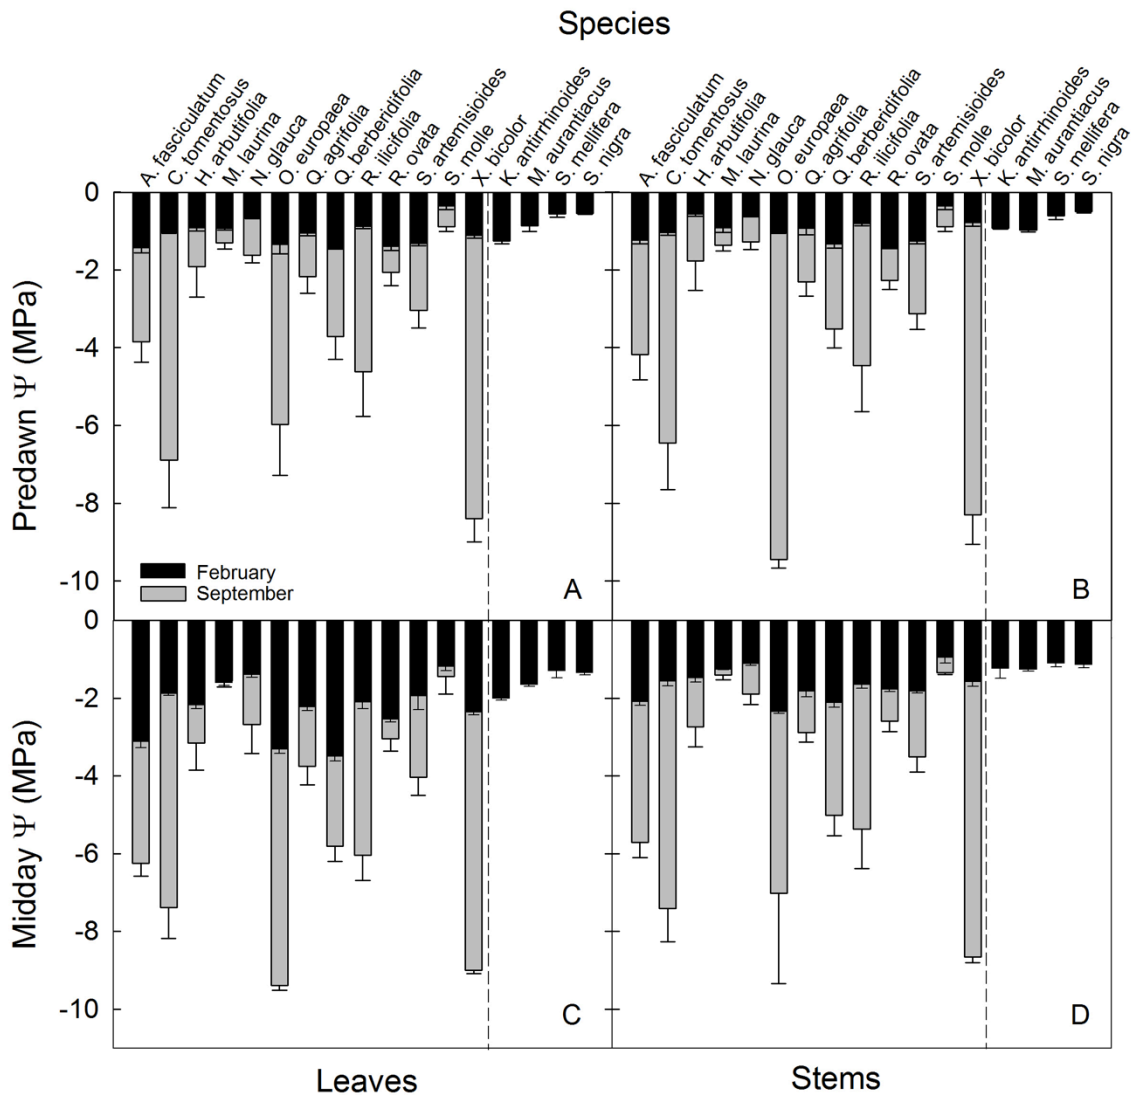 Species
A. fasciculatum
C. tomentosus
H. arbutifolia
M. laurina
N. glauca
O. europaea
Q. agrifolia
Q. berberidifolia
R. ilicifolia
R. ovata
S. artemisioides
S. molle
X. bicolor
K. antirrhinoides
M. aurantiacus
S. mellifera
S. nigra
A. fasciculatum
C. tomentosus
H. arbutifolia
M. laurina
N. glauca
O. europaea
Q. agrifolia
Q. berberidifolia
R. ilicifolia
R. ovata
S. artemisioides
S. molle
X. bicolor
K. antirrhinoides
M. aurantiacus
S. mellifera
S. nigra
Predawn Ψ (MPa)
0
-2
-4
-6
-8
-10
February
September
A
B
Midday Ψ (MPa)
0
-2
-4
-6
-8
-10
C
D
Leaves
Stems